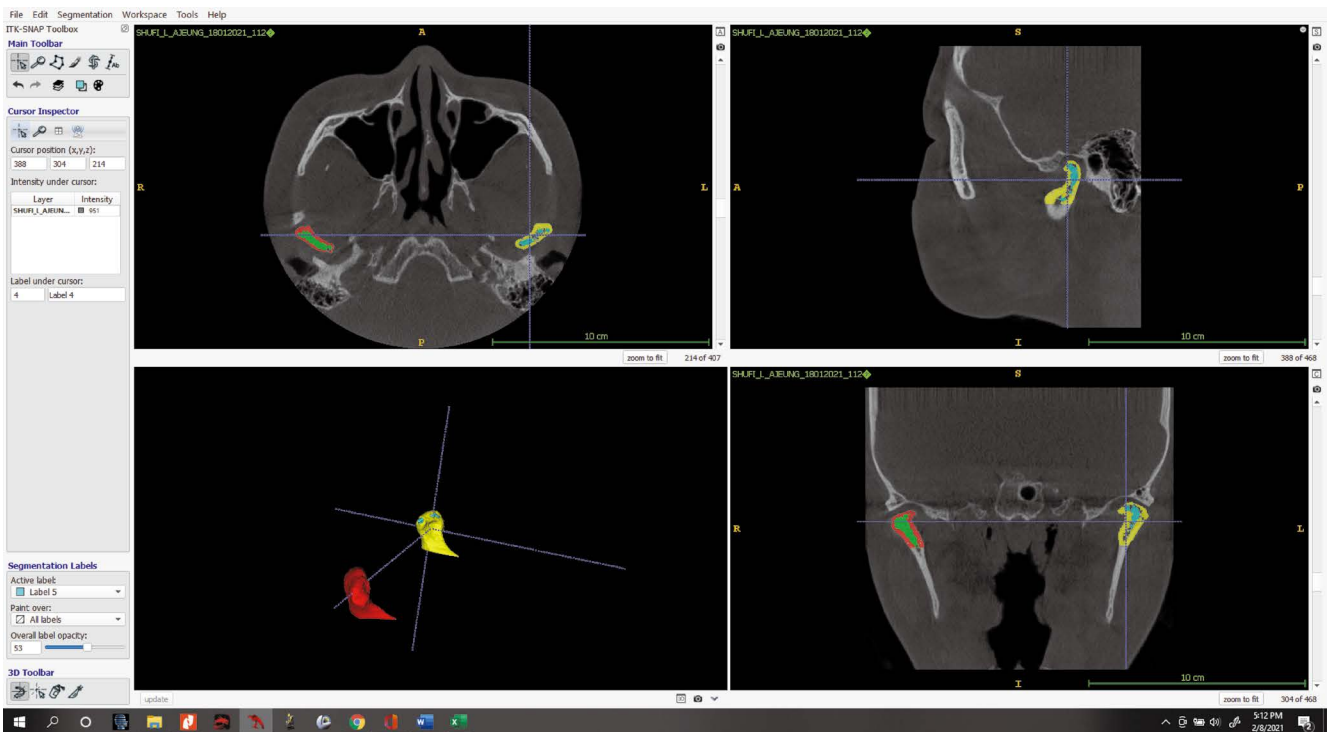 File Edit Segmentation Workspace Tools Help
ITK-SNAP Toolbox
Main Toolbar
Cursor Inspector
Cursor position (x,y,z):
388 304 214
Intensity under cursor:
Layer Intensity
SHUFI_L_AJEUN... 951
Label under cursor:
4 Label 4
Segmentation Labels
Active label:
Label 5
Paint over:
All labels
Overall label opacity:
53
3D Toolbar
SHUFI_L_AJEUNG_18012021_112�
A
R
L
P
10 cm
zoom to fit 214 of 407
A
SHUFI_L_AJEUNG_18012021_112�
S
A
P
I
10 cm
zoom to fit 388 of 468
S
update
3D
SHUFI_L_AJEUNG_18012021_112�
S
R
L
I
10 cm
zoom to fit 304 of 468
C
5:12 PM
2/8/2021
2